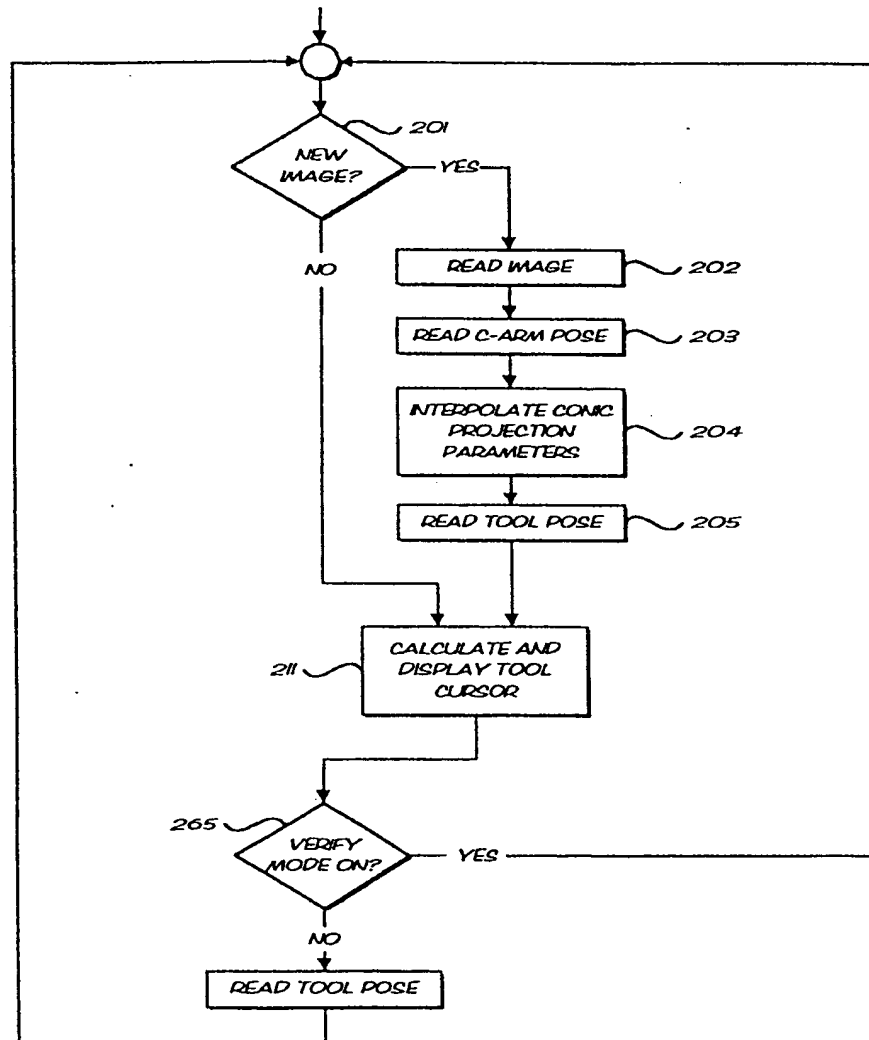 201
NEW
IMAGE?
YES
NO
READ IMAGE
202
READ C-ARM POSE
203
INTERPOLATE CONIC
PROJECTION
PARAMETERS
204
READ TOOL POSE
205
CALCULATE AND
DISPLAY TOOL
CURSOR
211
265
VERIFY
MODE ON?
YES
NO
READ TOOL POSE